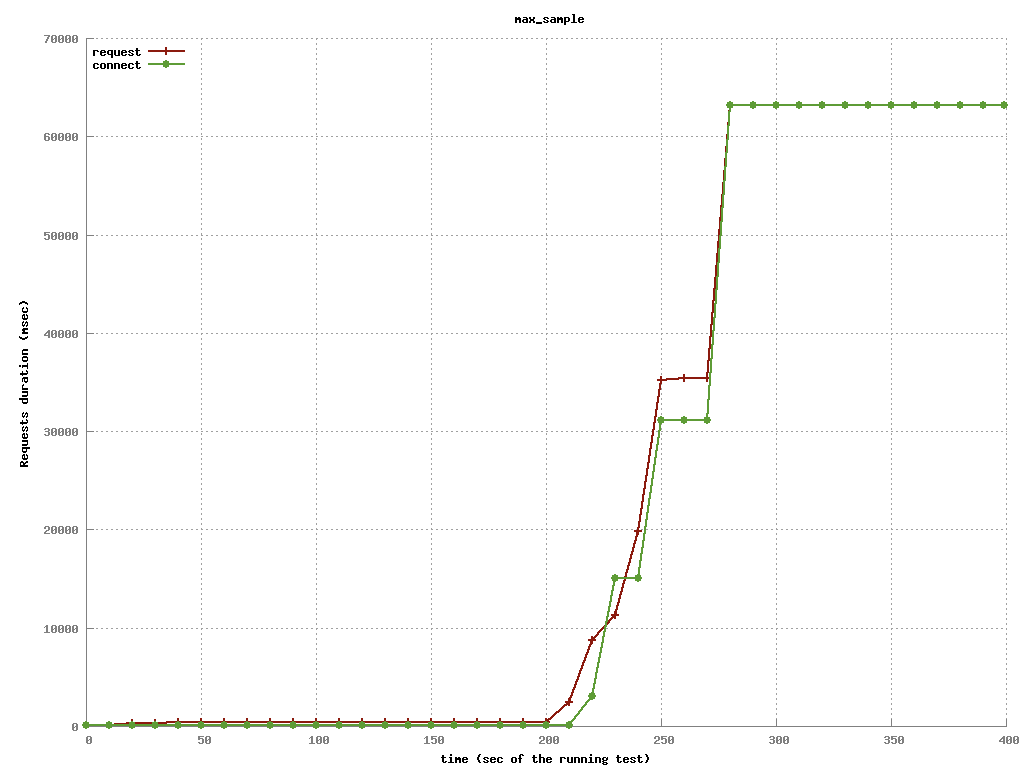 max_sample
70000
request
connect
60000
50000
40000
30000
20000
10000
0
Requests duration (msec)
0 50 100 150 200 250 300 350 400
time (sec of the running test)